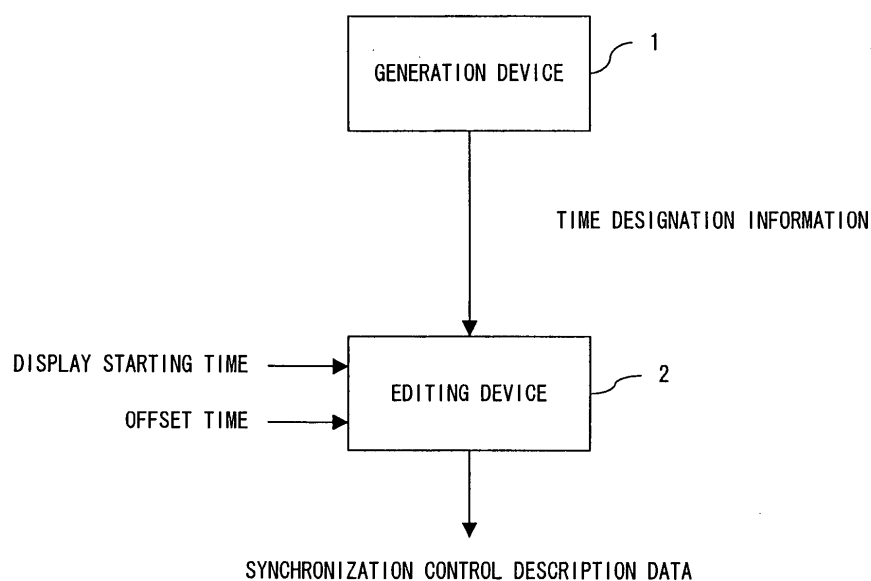 1
GENERATION DEVICE
TIME DESIGNATION INFORMATION
DISPLAY STARTING TIME
2
EDITING DEVICE
OFFSET TIME
SYNCHRONIZATION CONTROL DESCRIPTION DATA